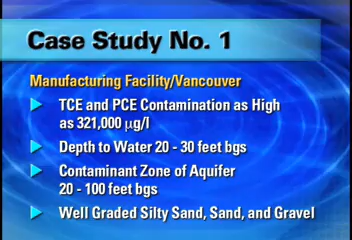 Case Study No. 1
Manufacturing Facility/Vancouver
TCE and PCE Contamination as High
as 321,000 µg/l
Depth to Water 20 - 30 feet bgs
Contaminant Zone of Aquifer
20 - 100 feet bgs
Well Graded Silty Sand, Sand, and Gravel